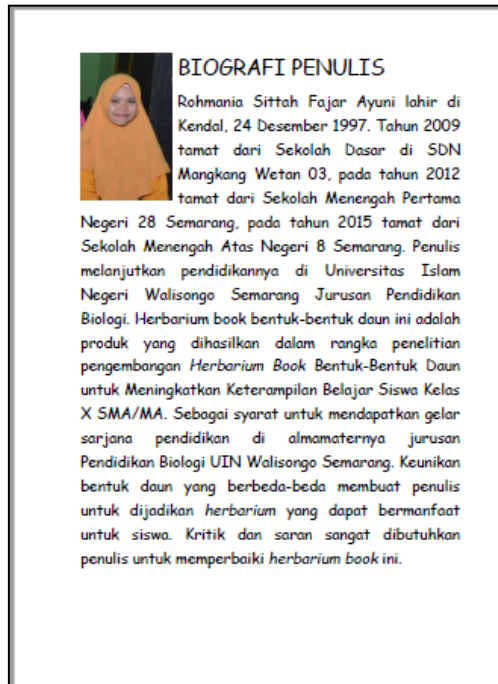 BIOGRAFI PENULIS
Rohmania Sittah Fajar Ayuni lahir di
Kendal, 24 Desember 1997. Tahun 2009
tamat dari Sekolah Dasar di SDN
Mangkang Wetan 03, pada tahun 2012
tamat dari Sekolah Menengah Pertama
Negeri 28 Semarang, pada tahun 2015 tamat dari
Sekolah Menengah Atas Negeri 8 Semarang. Penulis
melanjutkan pendidikannya di Universitas Islam
Negeri Walisongo Semarang Jurusan Pendidikan
Biologi. Herbarium book bentuk-bentuk daun ini adalah
produk yang dihasilkan dalam rangka penelitian
pengembangan Herbarium Book Bentuk-Bentuk Daun
untuk Meningkatkan Keterampilan Belajar Siswa Kelas
X SMA/MA. Sebagai syarat untuk mendapatkan gelar
sarjana pendidikan di almamaternya jurusan
Pendidikan Biologi UIN Walisongo Semarang. Keunikan
bentuk daun yang berbeda-beda membuat penulis
untuk dijadikan herbarium yang dapat bermanfaat
untuk siswa. Kritik dan saran sangat dibutuhkan
penulis untuk memperbaiki herbarium book ini.